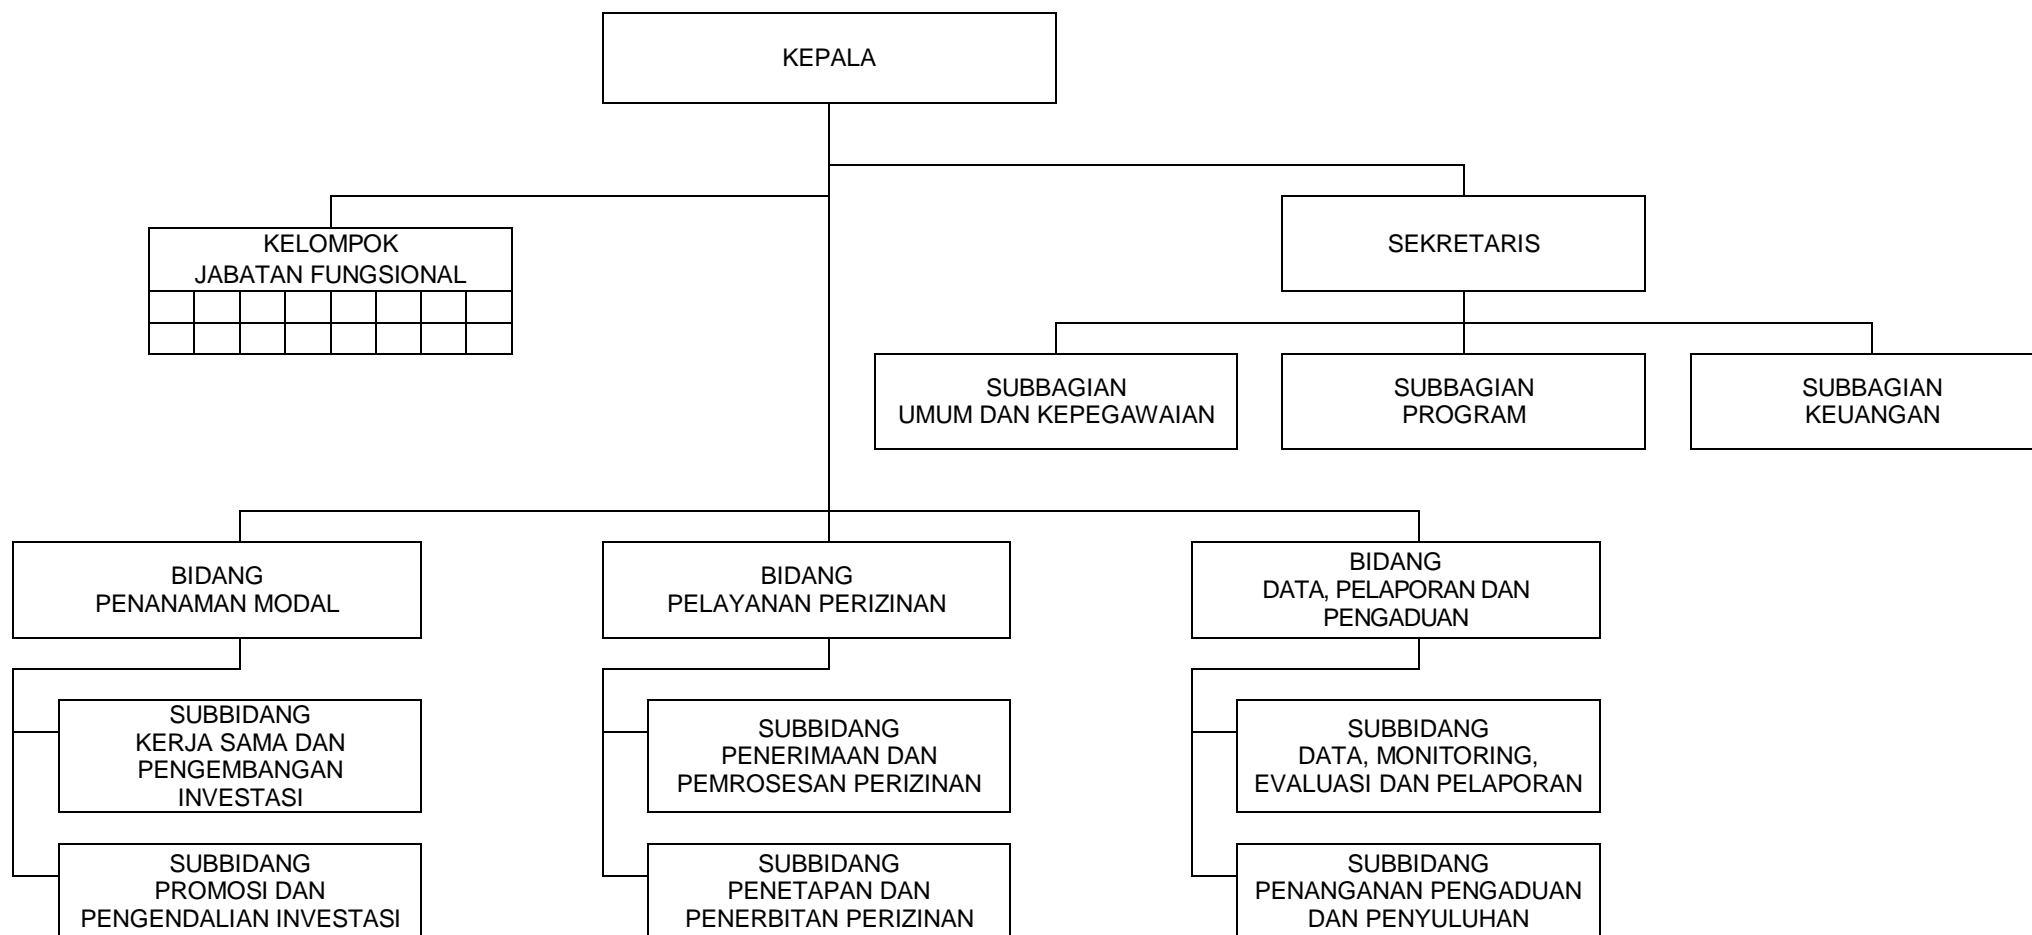 KEPALA
KELOMPOK
JABATAN FUNGSIONAL
SEKRETARIS
SUBBAGIAN
UMUM DAN KEPEGAWAIAN
SUBBAGIAN
PROGRAM
SUBBAGIAN
KEUANGAN
BIDANG
PENANAMAN MODAL
BIDANG
PELAYANAN PERIZINAN
BIDANG
DATA, PELAPORAN DAN
PENGADUAN
SUBBIDANG
KERJA SAMA DAN
PENGEMBANGAN
INVESTASI
SUBBIDANG
PENERIMAAN DAN
PEMROSESAN PERIZINAN
SUBBIDANG
DATA, MONITORING,
EVALUASI DAN PELAPORAN
SUBBIDANG
PROMOSI DAN
PENGENDALIAN INVESTASI
SUBBIDANG
PENETAPAN DAN
PENERBITAN PERIZINAN
SUBBIDANG
PENANGANAN PENGADUAN
DAN PENYULUHAN